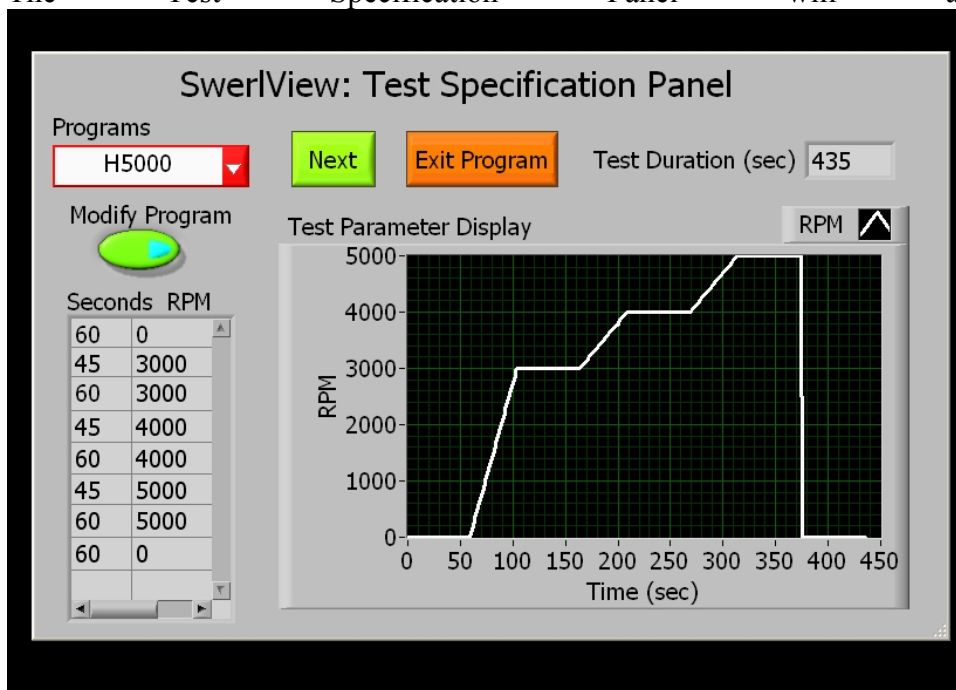 The Test Specification Panel will
SwerlView: Test Specification Panel
Programs
H5000
Next
Exit Program
Test Duration (sec) 435
Modify Program
Test Parameter Display
RPM
Seconds RPM
60 0
45 3000
60 3000
45 4000
60 4000
45 5000
60 5000
60 0
5000
4000
3000
2000
1000
0
RPM
0 50 100 150 200 250 300 350 400 450
Time (sec)